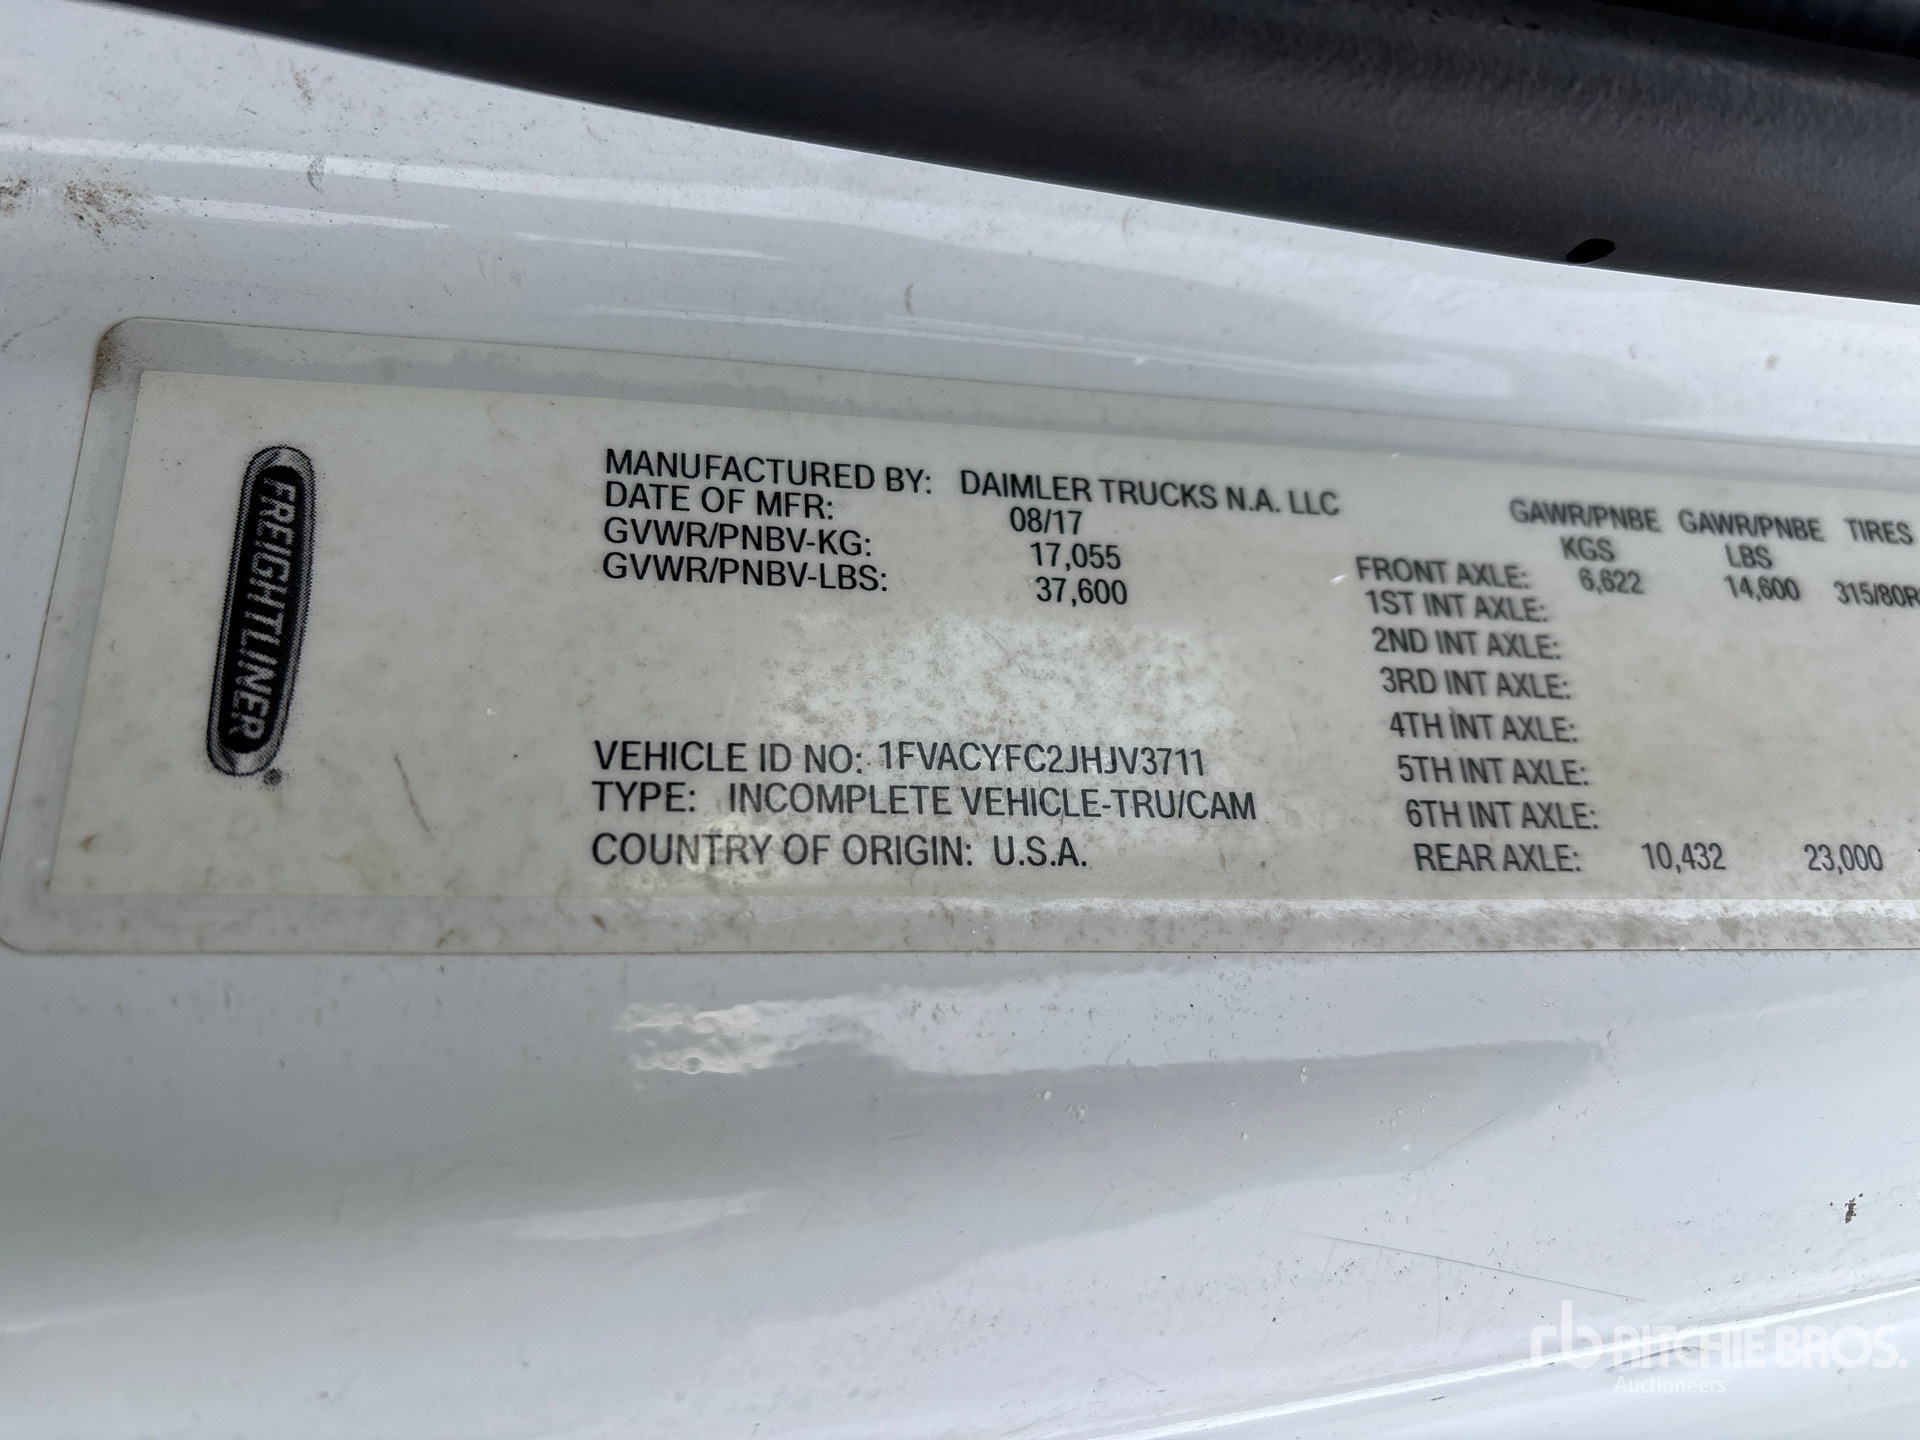 FREIGHTLINER
®
MANUFACTURED BY: DAIMLER TRUCKS N.A. LLC
DATE OF MFR: 08/17
GVWR/PNBV-KG: 17,055
GVWR/PNBV-LBS: 37,600
VEHICLE ID NO: 1FVACYFC2JHJV3711
TYPE: INCOMPLETE VEHICLE-TRU/CAM
COUNTRY OF ORIGIN: U.S.A.
GAWR/PNBE GAWR/PNBE TIRES
KGS LBS
FRONT AXLE: 6,622 14,600 315/80R
1ST INT AXLE:
2ND INT AXLE:
3RD INT AXLE:
4TH INT AXLE:
5TH INT AXLE:
6TH INT AXLE:
REAR AXLE: 10,432 23,000
rb RITCHIE BROS.
Auctioneers